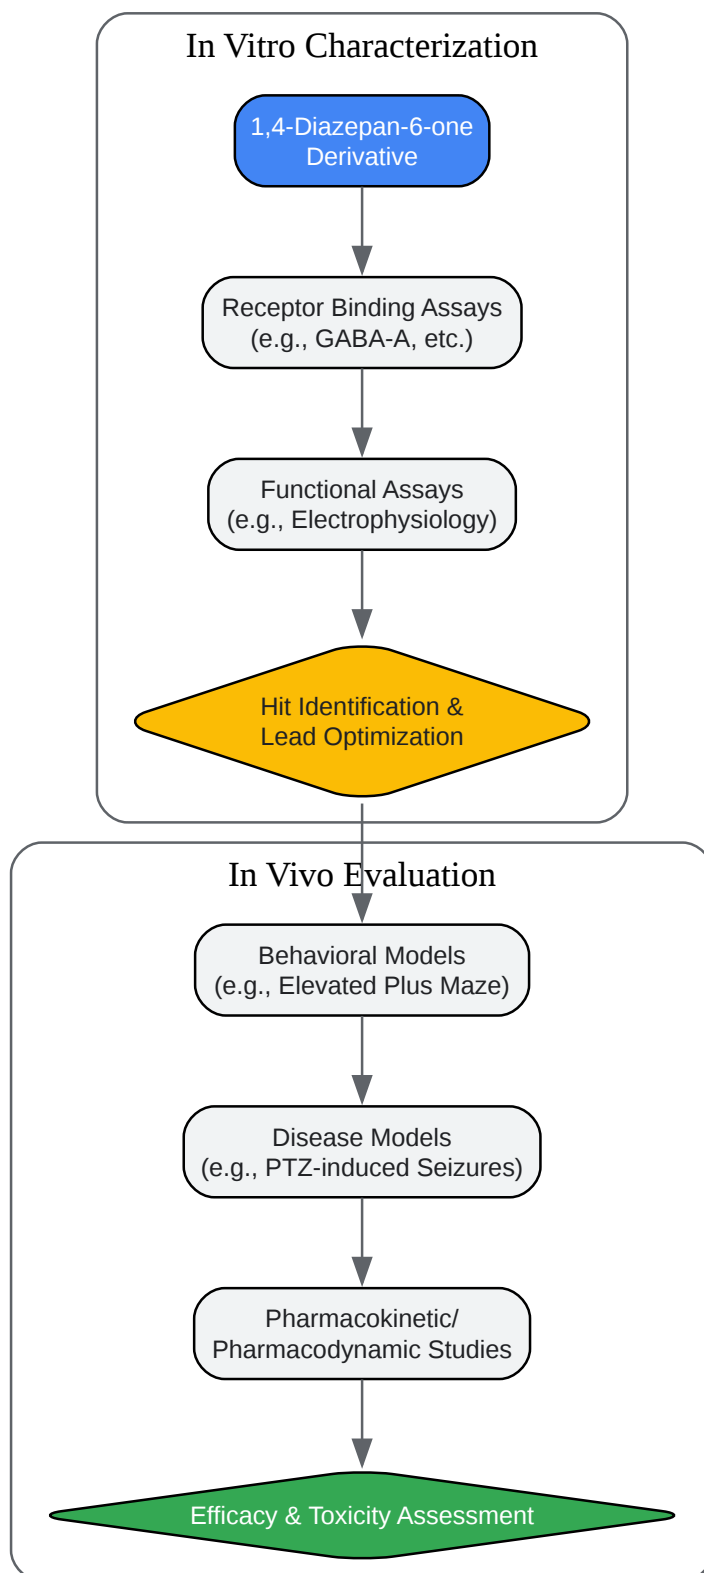 In Vitro Characterization
1,4-Diazepan-6-one
Derivative
Receptor Binding Assays
(e.g., GABA-A, etc.)
Functional Assays
(e.g., Electrophysiology)
Hit Identification &
Lead Optimization
In Vivo Evaluation
Behavioral Models
(e.g., Elevated Plus Maze)
Disease Models
(e.g., PTZ-induced Seizures)
Pharmacokinetic/
Pharmacodynamic Studies
Efficacy & Toxicity Assessment